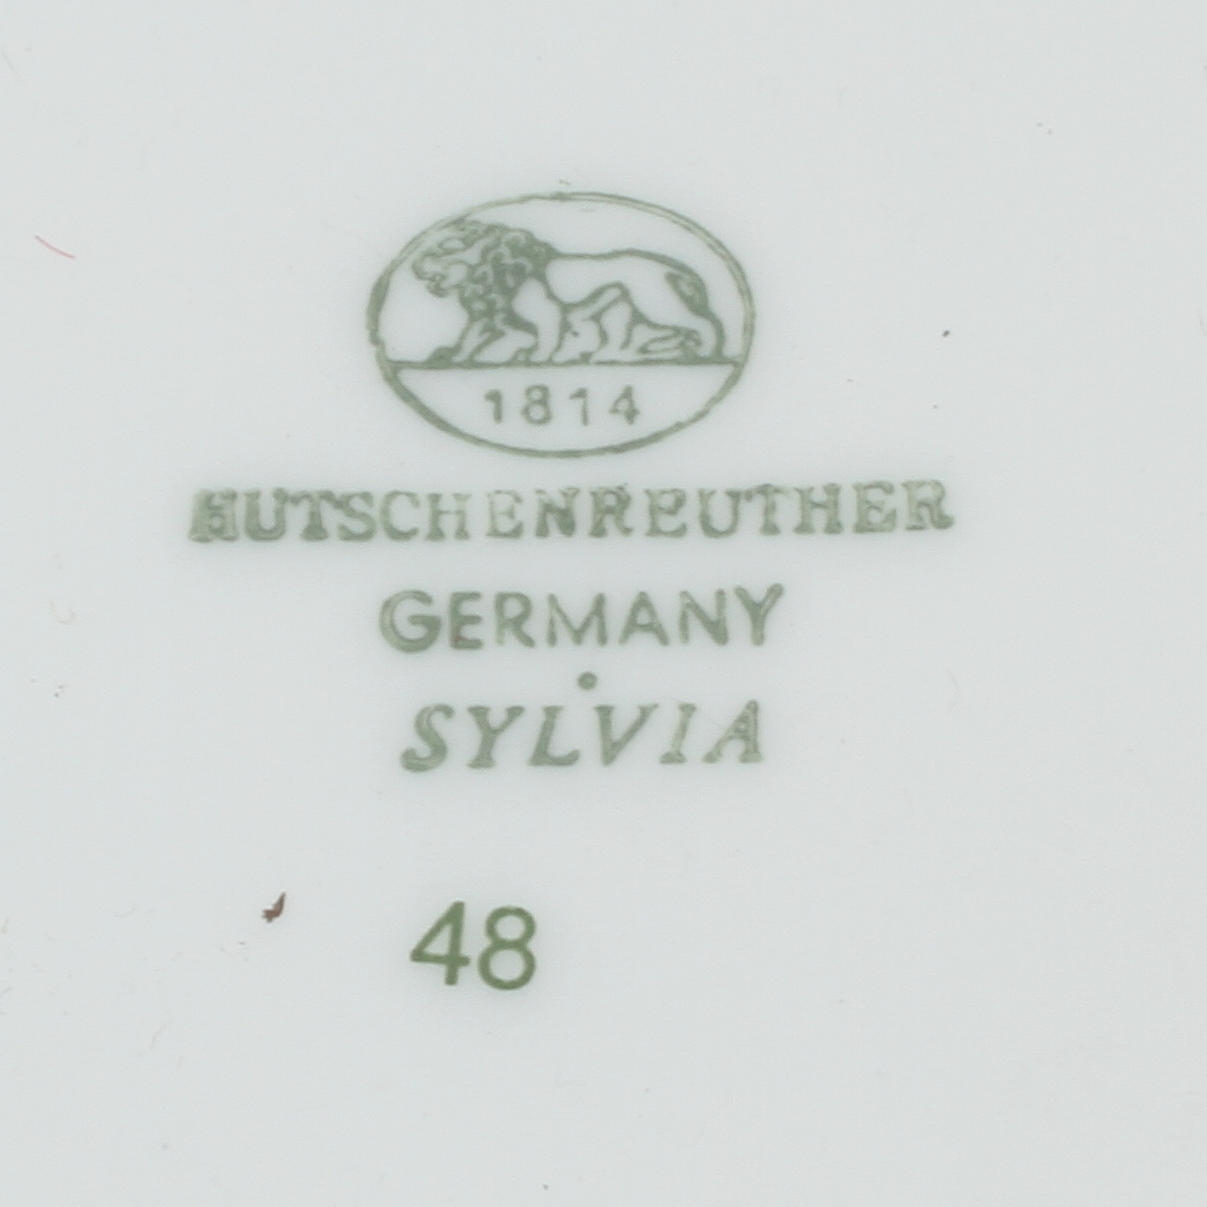 1814
HUTSCHENREUTHER
GERMANY
SYLVIA
48